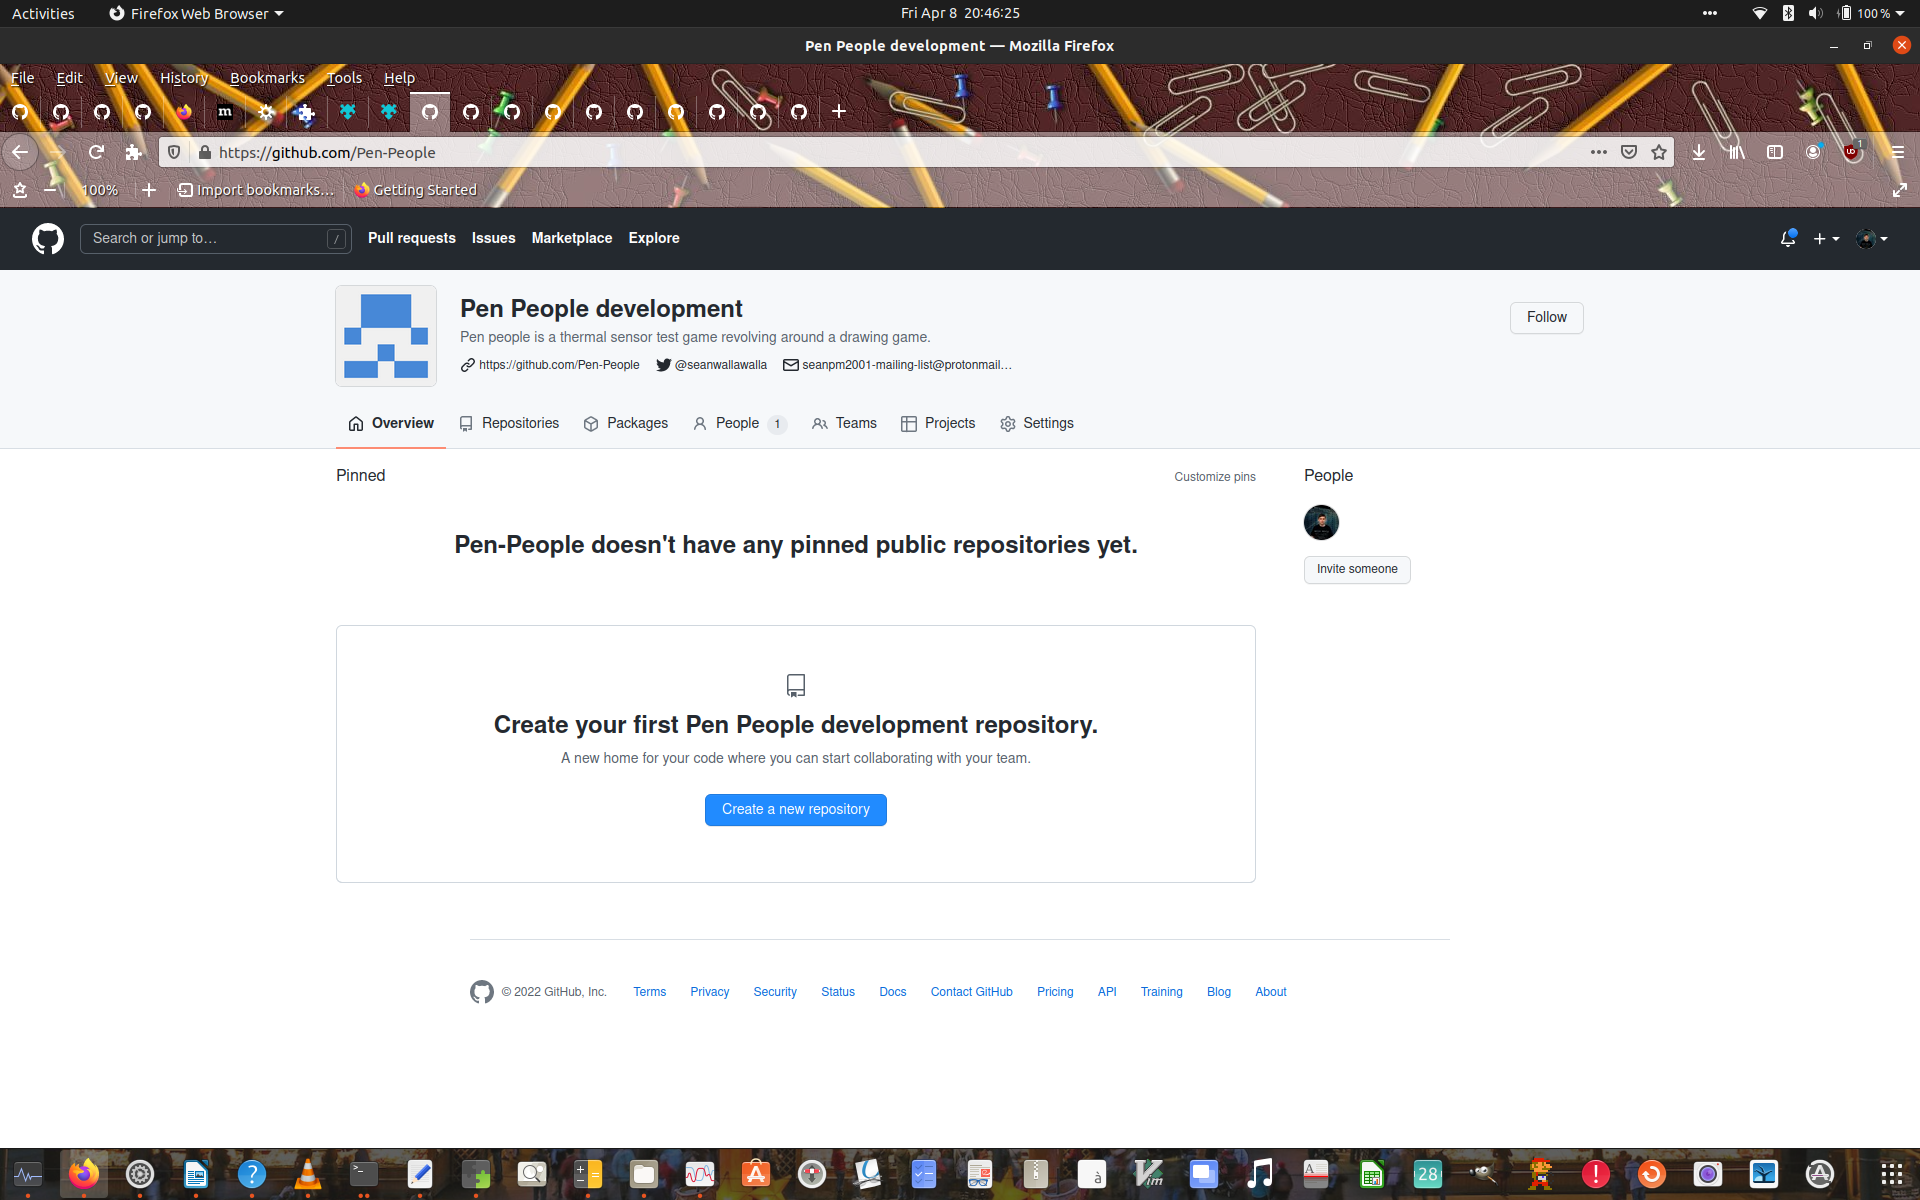 Activities Firefox Web Browser Fri Apr 8 20:46:25 100 %
Pen People development — Mozilla Firefox
File Edit View History Bookmarks Tools Help
m
https://github.com/Pen-People 1
100% Import bookmarks... Getting Started
Search or jump to... / Pull requests Issues Marketplace Explore
Pen People development
Follow
Pen people is a thermal sensor test game revolving around a drawing game.
https://github.com/Pen-People @seanwallawalla seanpm2001-mailing-list@protonmail...
Overview Repositories Packages People 1 Teams Projects Settings
Pinned Customize pins People
Pen-People doesn't have any pinned public repositories yet.
Invite someone
Create your first Pen People development repository.
A new home for your code where you can start collaborating with your team.
Create a new repository
© 2022 GitHub, Inc. Terms Privacy Security Status Docs Contact GitHub Pricing API Training Blog About
28